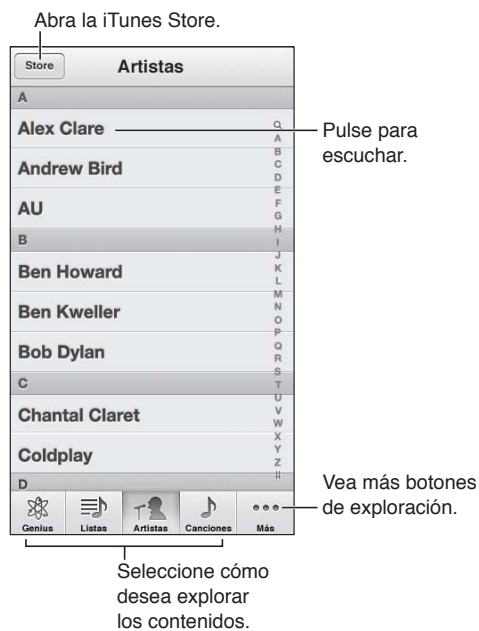 Abra la iTunes Store.
Store
Artistas
A
Alex Clare
Andrew Bird
AU
B
Ben Howard
Ben Kweller
Bob Dylan
C
Chantal Claret
Coldplay
D
A
B
C
D
E
F
G
H
I
J
K
L
M
N
O
P
Q
R
S
T
U
V
W
X
Y
Z
#
Pulse para
escuchar.
Genius
Listas
Artistas
Canciones
Más
Vea más botones
de exploración.
Seleccione cómo
desea explorar
los contenidos.